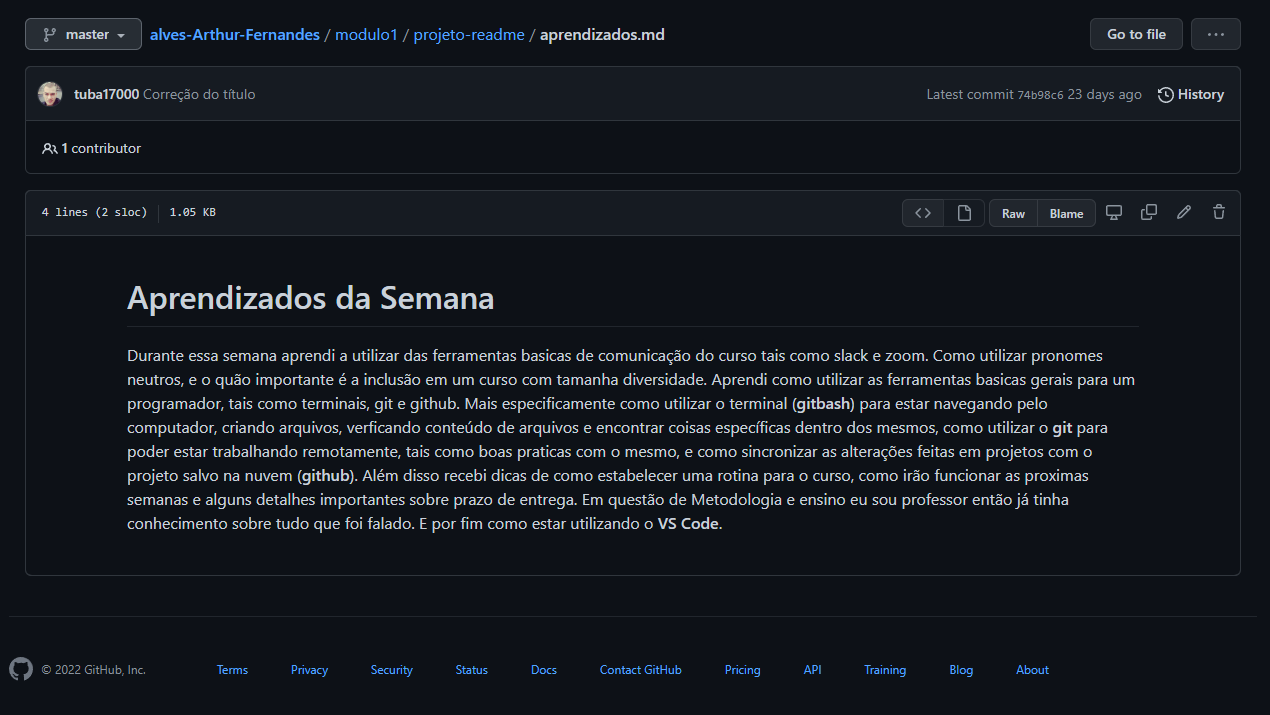 master alves-Arthur-Fernandes / modulo1 / projeto-readme / aprendizados.md Go to file ...
tuba17000 Correção do título Latest commit 74b98c6 23 days ago History
1 contributor
4 lines (2 sloc) 1.05 KB <> Raw Blame
Aprendizados da Semana
Durante essa semana aprendi a utilizar das ferramentas basicas de comunicação do curso tais como slack e zoom. Como utilizar pronomes
neutros, e o quão importante é a inclusão em um curso com tamanha diversidade. Aprendi como utilizar as ferramentas basicas gerais para um
programador, tais como terminais, git e github. Mais especificamente como utilizar o terminal (gitbash) para estar navegando pelo
computador, criando arquivos, verficando conteúdo de arquivos e encontrar coisas específicas dentro dos mesmos, como utilizar o git para
poder estar trabalhando remotamente, tais como boas praticas com o mesmo, e como sincronizar as alterações feitas em projetos com o
projeto salvo na nuvem (github). Além disso recebi dicas de como estabelecer uma rotina para o curso, como irão funcionar as proximas
semanas e alguns detalhes importantes sobre prazo de entrega. Em questão de Metodologia e ensino eu sou professor então já tinha
conhecimento sobre tudo que foi falado. E por fim como estar utilizando o VS Code.
© 2022 GitHub, Inc. Terms Privacy Security Status Docs Contact GitHub Pricing API Training Blog About